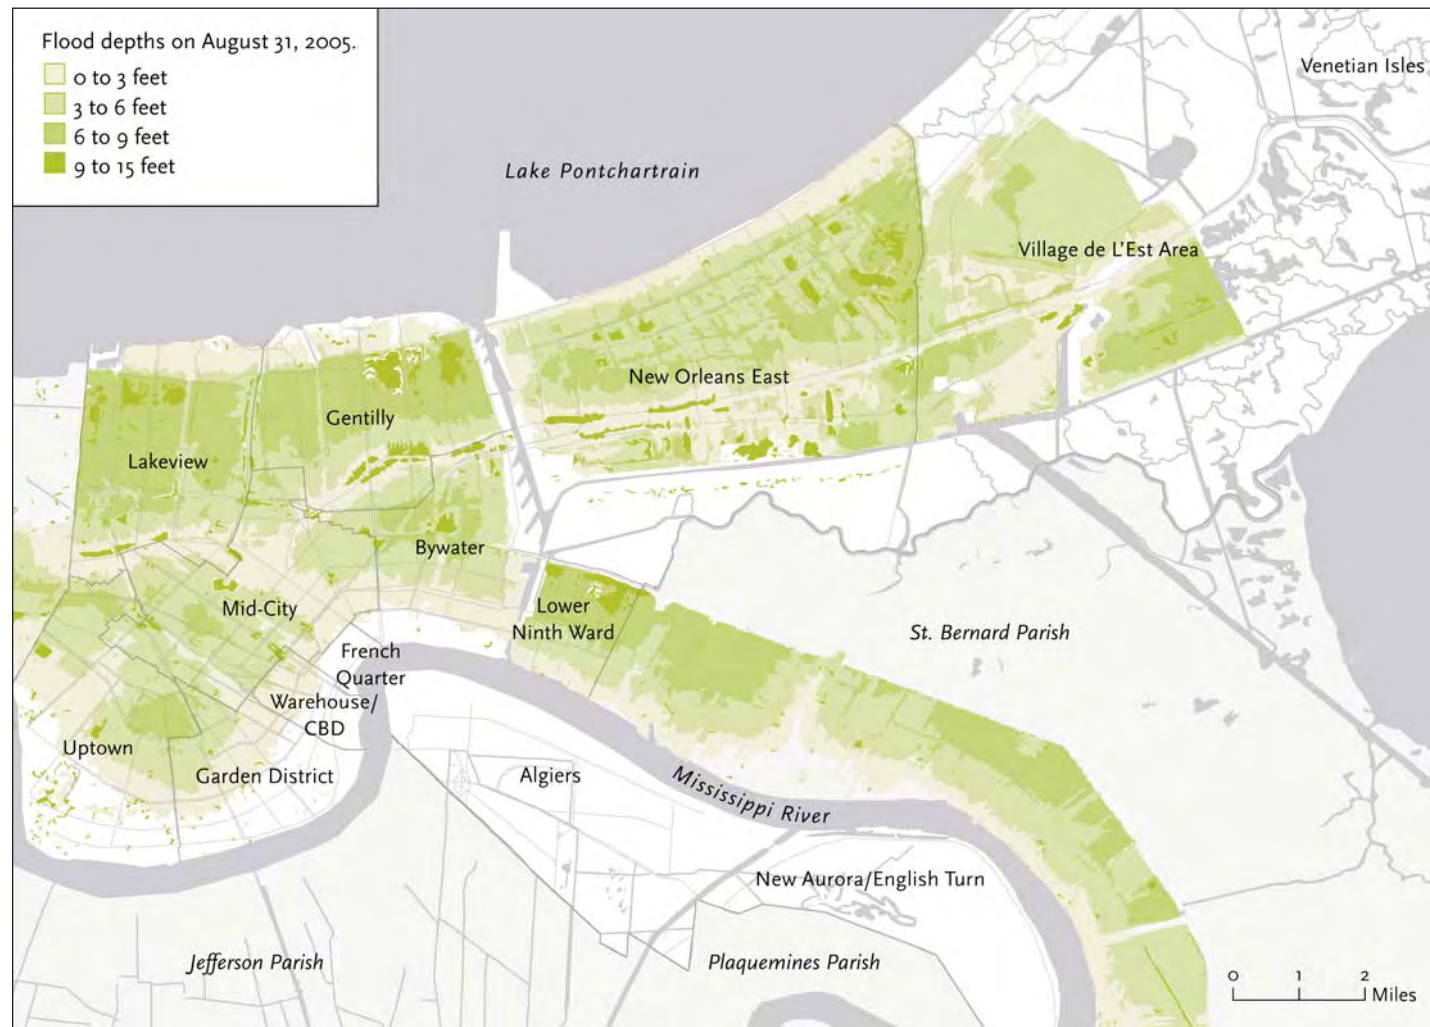 Flood depths on August 31, 2005.
0 to 3 feet
3 to 6 feet
6 to 9 feet
9 to 15 feet
Venetian Isles
Lake Pontchartrain
Village de L'Est Area
New Orleans East
Gentilly
Lakeview
Bywater
Mid-City
Lower
Ninth Ward
St. Bernard Parish
French
Quarter
Warehouse/
CBD
Uptown
Garden District
Algiers
Mississippi River
New Aurora/English Turn
Jefferson Parish
Plaquemines Parish
0 1 2
Miles